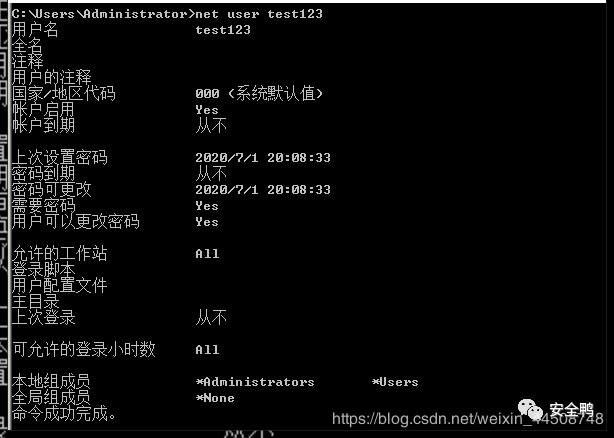 C:\Users\Administrator>net user test123
用户名 test123
全名
注释
用户的注释
国家/地区代码 000 (系统默认值)
帐户启用 Yes
帐户到期 从不
上次设置密码 2020/7/1 20:08:33
密码到期 从不
密码可更改 2020/7/1 20:08:33
需要密码 Yes
用户可以更改密码 Yes
允许的工作站 All
登录脚本
用户配置文件
主目录
上次登录 从不
可允许的登录小时数 All
本地组成员 *Administrators *Users
全局组成员 *None
命令成功完成。
安全鸭
https://blog.csdn.net/weixin_44508748